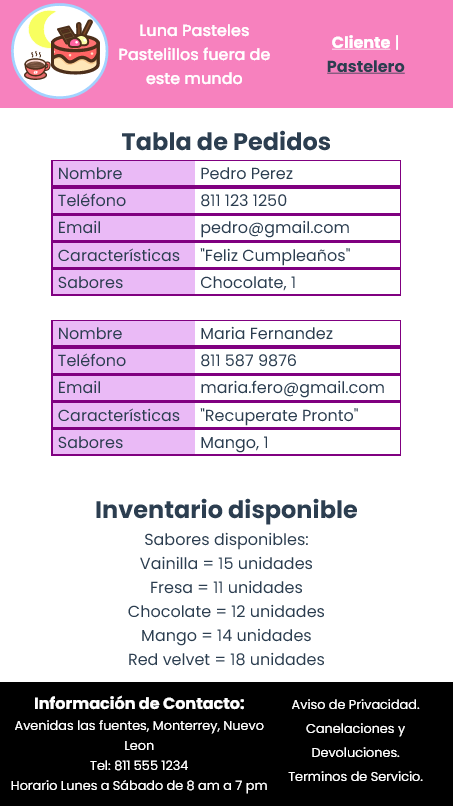 Luna Pasteles
Pastelillos fuera de
este mundo
Cliente |
Pastelero
Tabla de Pedidos
Nombre Pedro Perez
Teléfono 811 123 1250
Email pedro@gmail.com
Características "Feliz Cumpleaños"
Sabores Chocolate, 1
Nombre Maria Fernandez
Teléfono 811 587 9876
Email maria.fero@gmail.com
Características "Recuperate Pronto"
Sabores Mango, 1
Inventario disponible
Sabores disponibles:
Vainilla = 15 unidades
Fresa = 11 unidades
Chocolate = 12 unidades
Mango = 14 unidades
Red velvet = 18 unidades
Información de Contacto:
Avenidas las fuentes, Monterrey, Nuevo
Leon
Tel: 811 555 1234
Horario Lunes a Sábado de 8 am a 7 pm
Aviso de Privacidad.
Canelaciones y
Devoluciones.
Terminos de Servicio.